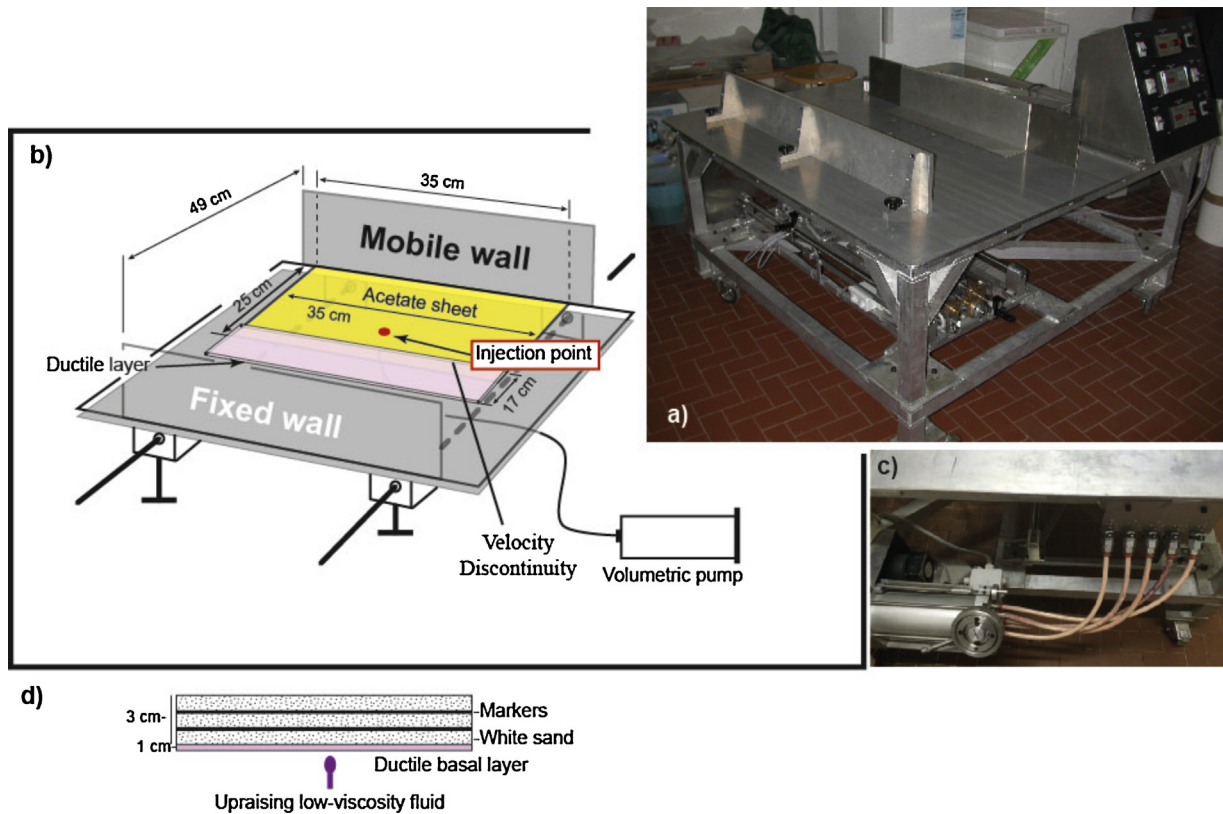 a)
b)
49 cm
35 cm
Mobile wall
25 cm
Acetate sheet
35 cm
Injection point
Ductile layer
17 cm
Fixed wall
Velocity
Discontinuity
Volumetric pump
c)
d)
3 cm-
Markers
White sand
1 cm
Ductile basal layer
Upraising low-viscosity fluid